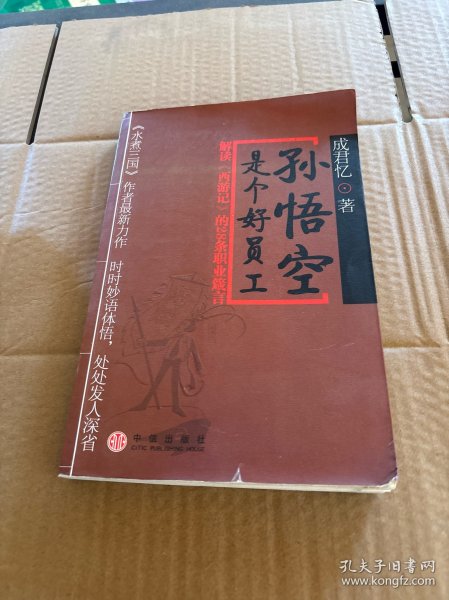 成君忆 著
孙悟空
是个好员工
解读《西游记》的28条职业箴言
《水煮三国》作者最新力作
时时妙语体悟，处处发人深省
CITIC
中信出版社
CITIC PUBLISHING HOUSE
孔夫子旧书网
www.kongfz.com